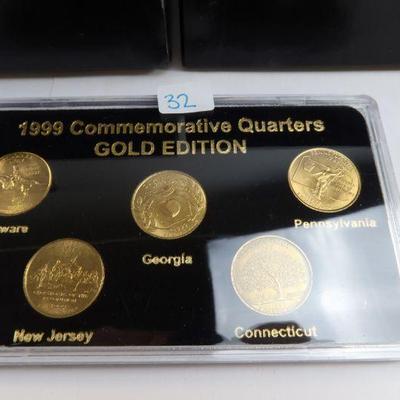 32
1999 Commemorative Quarters
GOLD EDITION
ware
Georgia
Pennsylvania
New Jersey
Connecticut